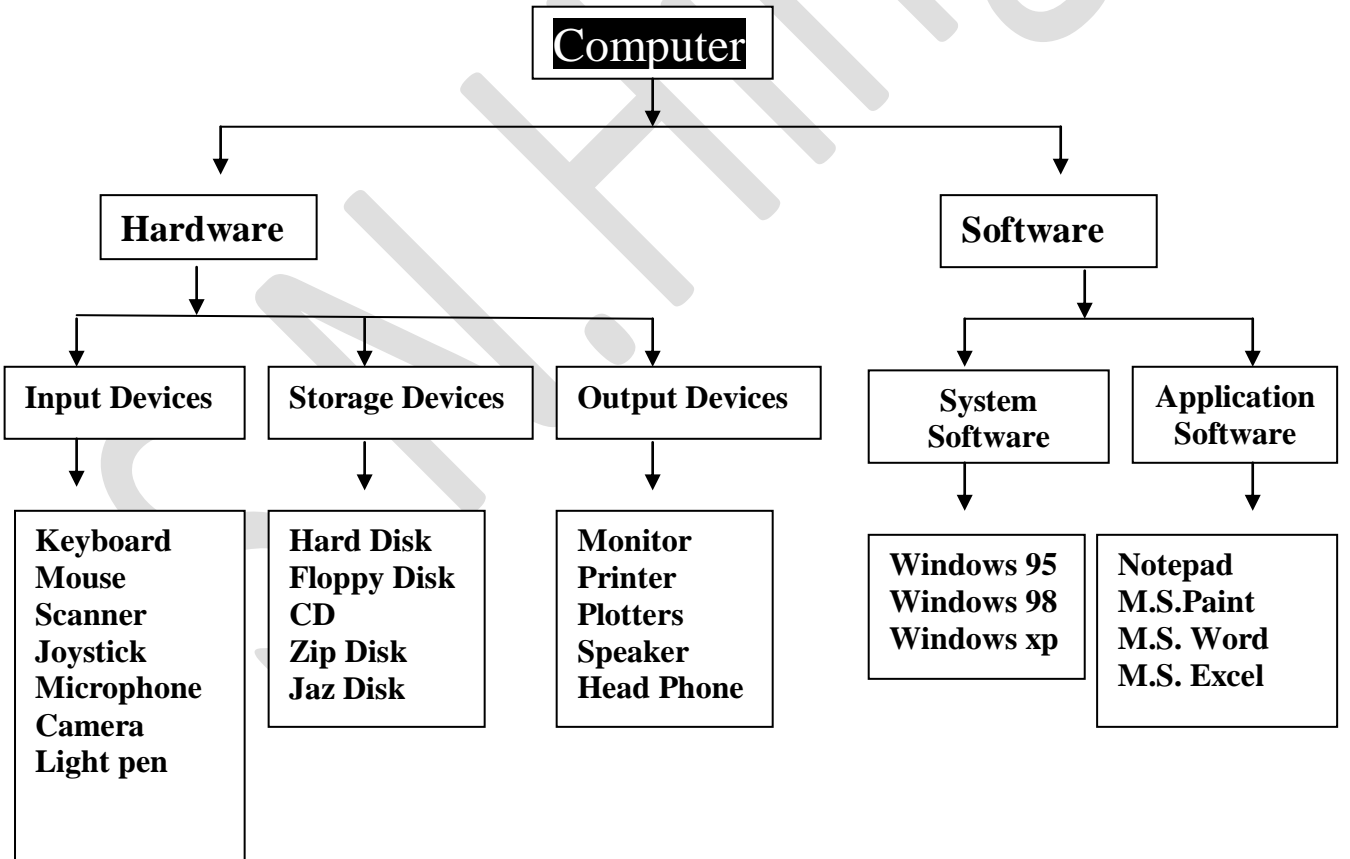 Computer
Hardware
Software
Input Devices
Storage Devices
Output Devices
System
Software
Application
Software
Keyboard
Mouse
Scanner
Joystick
Microphone
Camera
Light pen
Hard Disk
Floppy Disk
CD
Zip Disk
Jaz Disk
Monitor
Printer
Plotters
Speaker
Head Phone
Windows 95
Windows 98
Windows xp
Notepad
M.S.Paint
M.S. Word
M.S. Excel